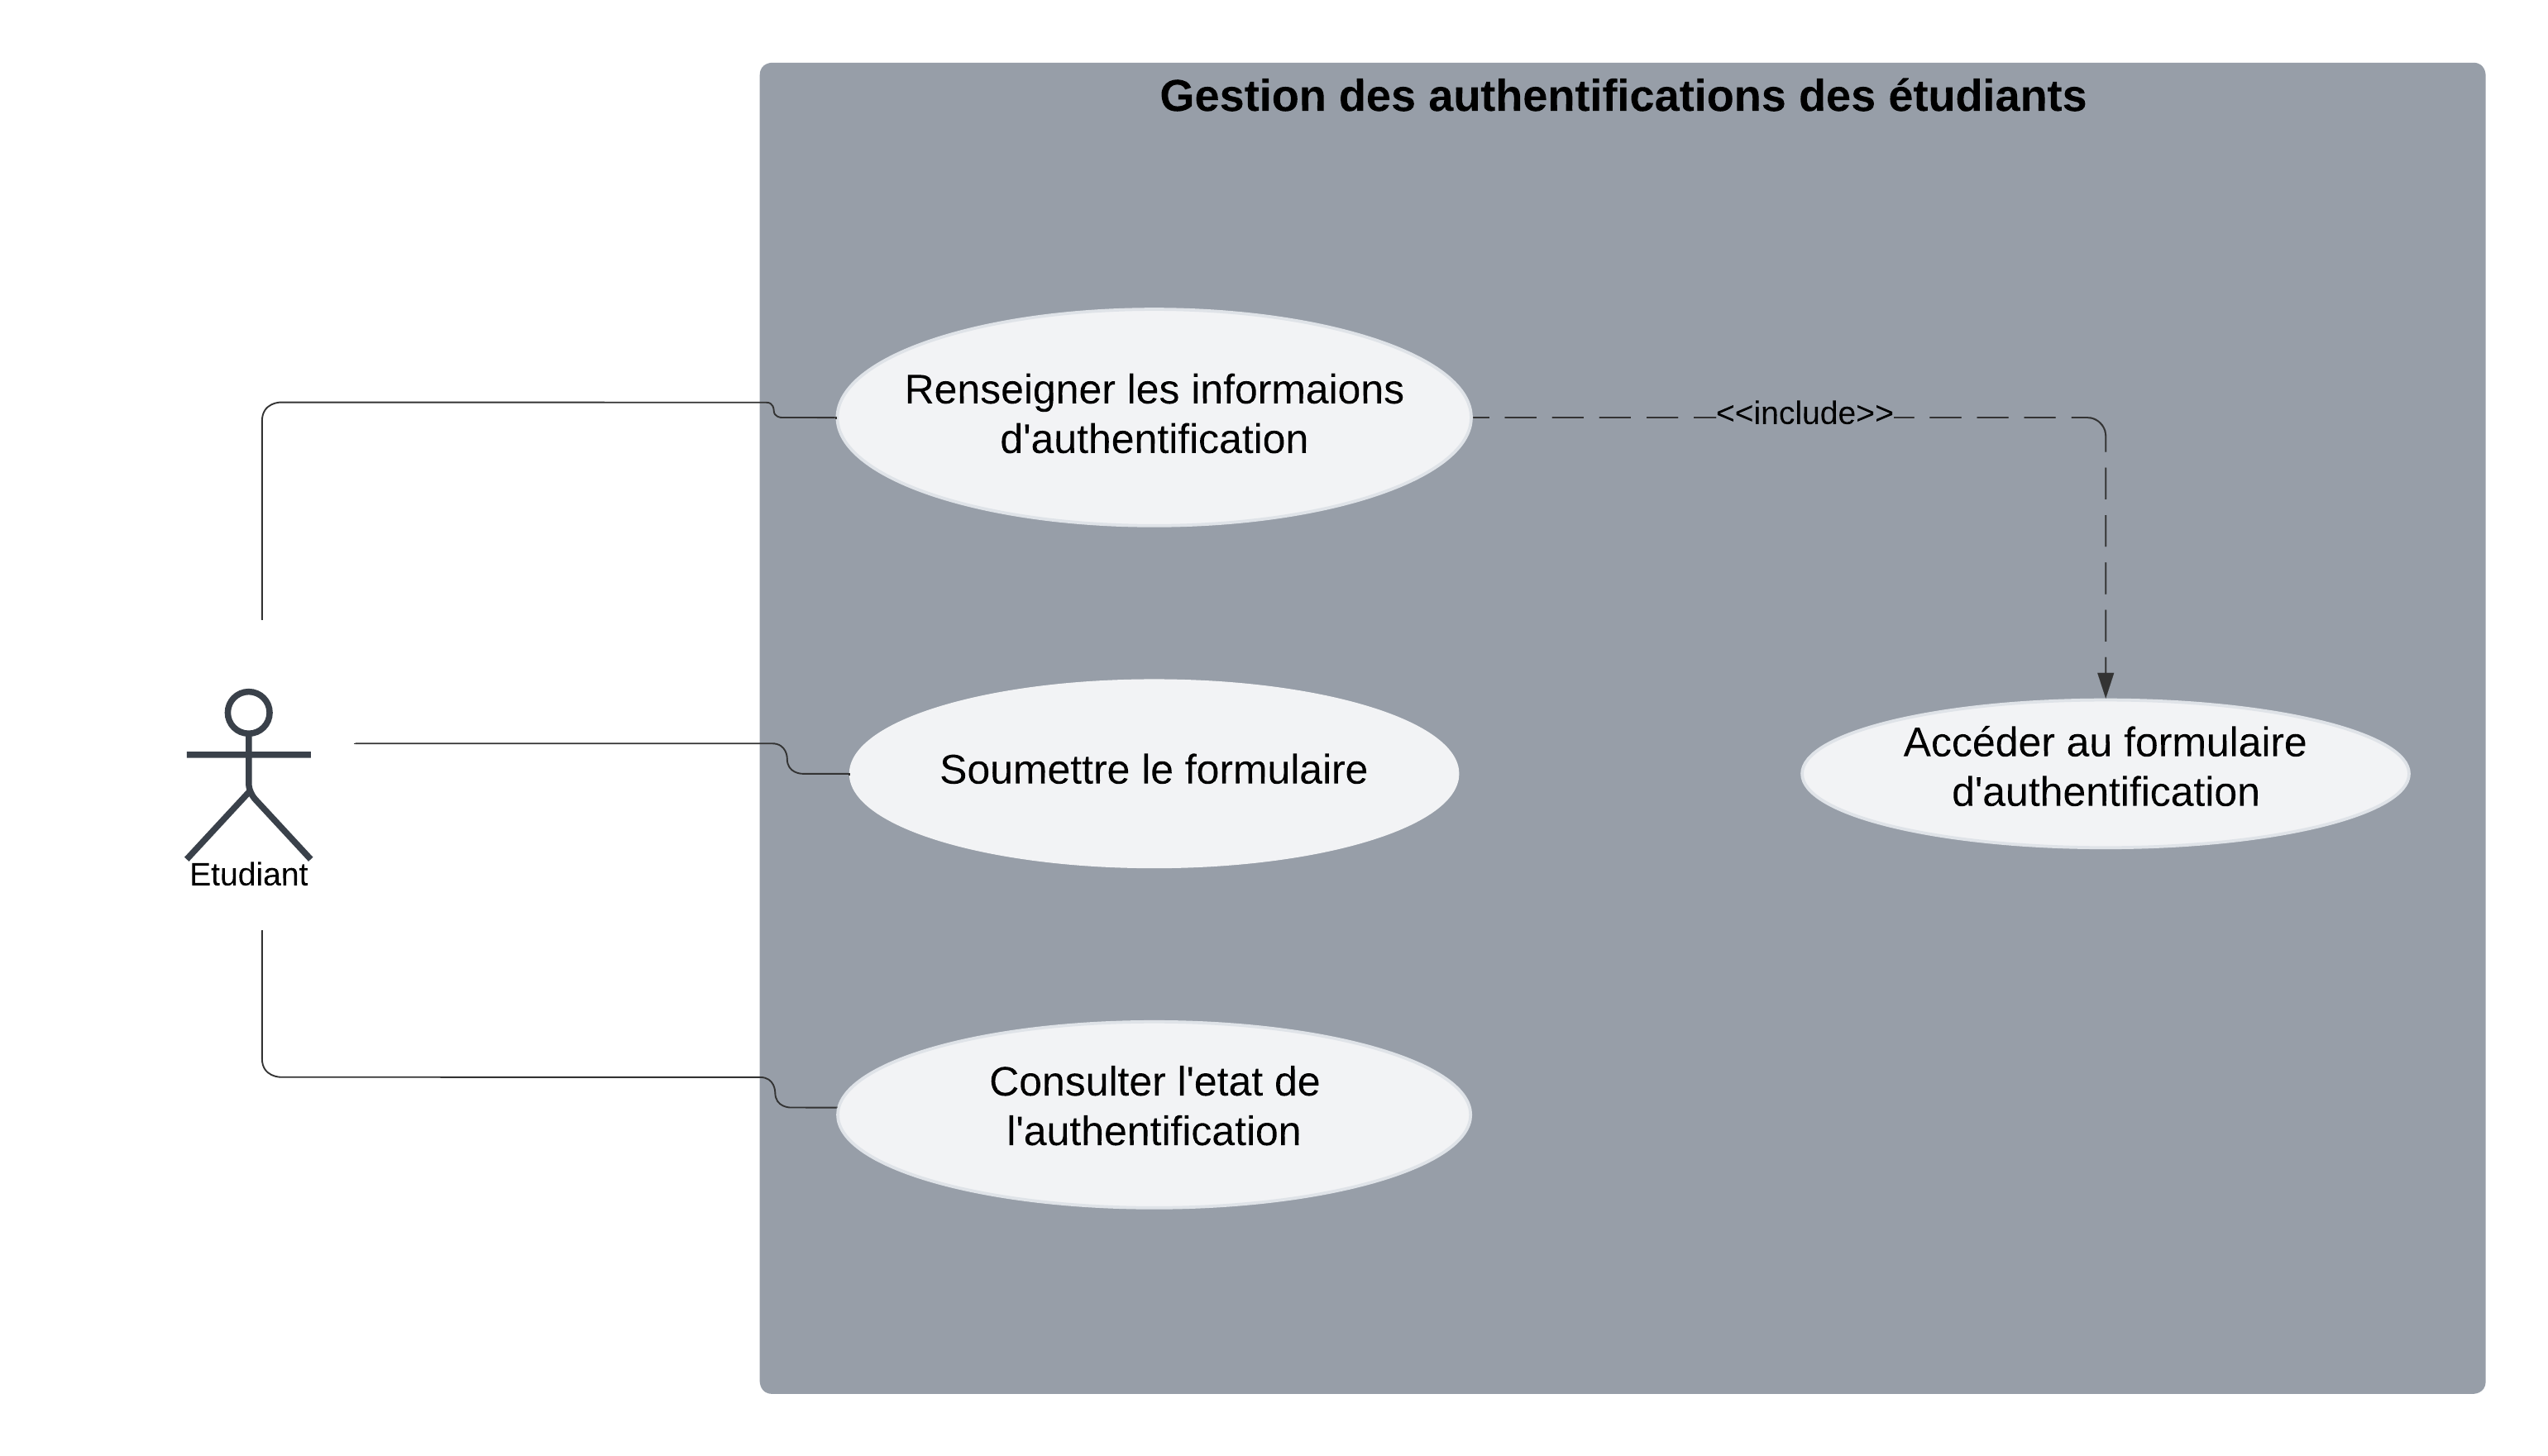 Gestion des authentifications des étudiants
Renseigner les informaions
d'authentification
<<include>>
Soumettre le formulaire
Accéder au formulaire
d'authentification
Etudiant
Consulter l'etat de
l'authentification